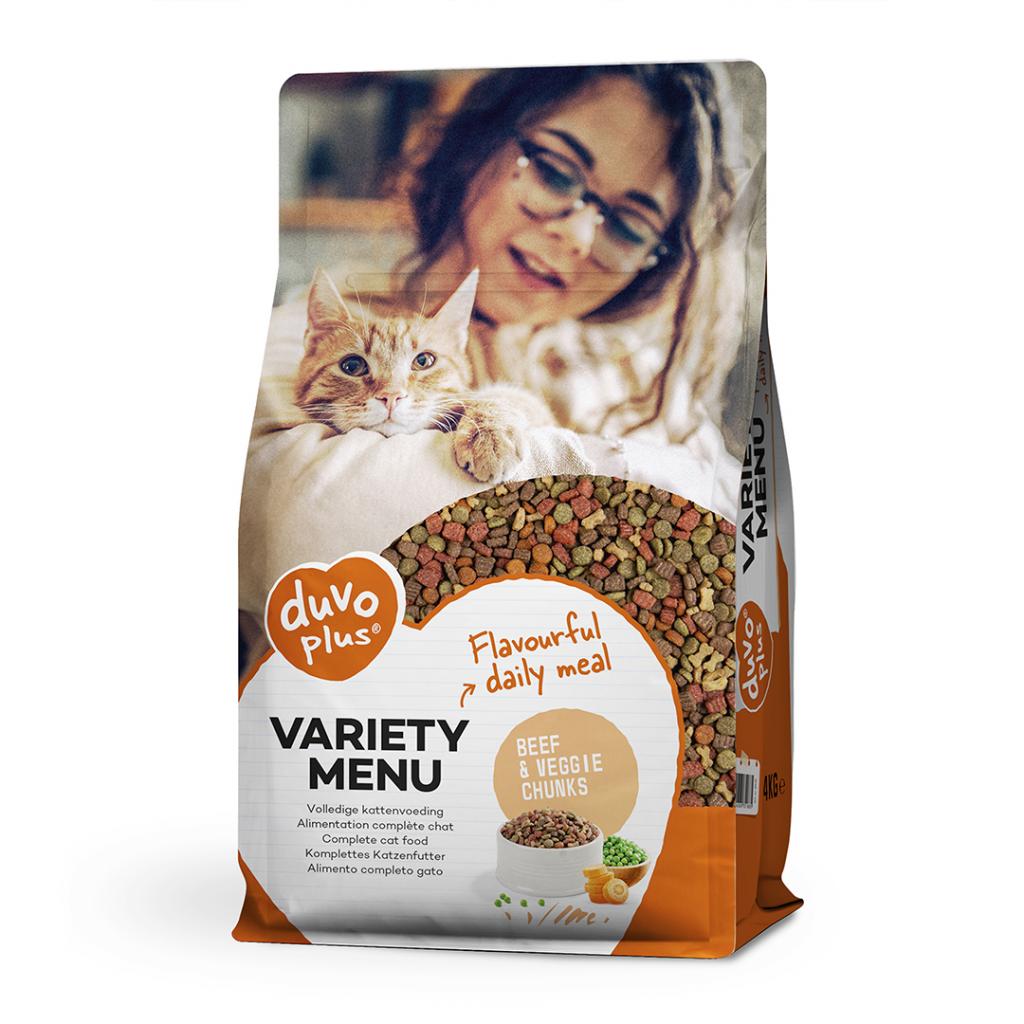 duvo
plus®
Flavourful
daily meal
VARIETY
MENU
BEEF
& VEGGIE
CHUNKS
Volledige kattenvoeding
Alimentation complète chat
Complete cat food
Komplettes Katzenfutter
Alimento completo gato
daily
MENU
duvo
plus
4KG℮